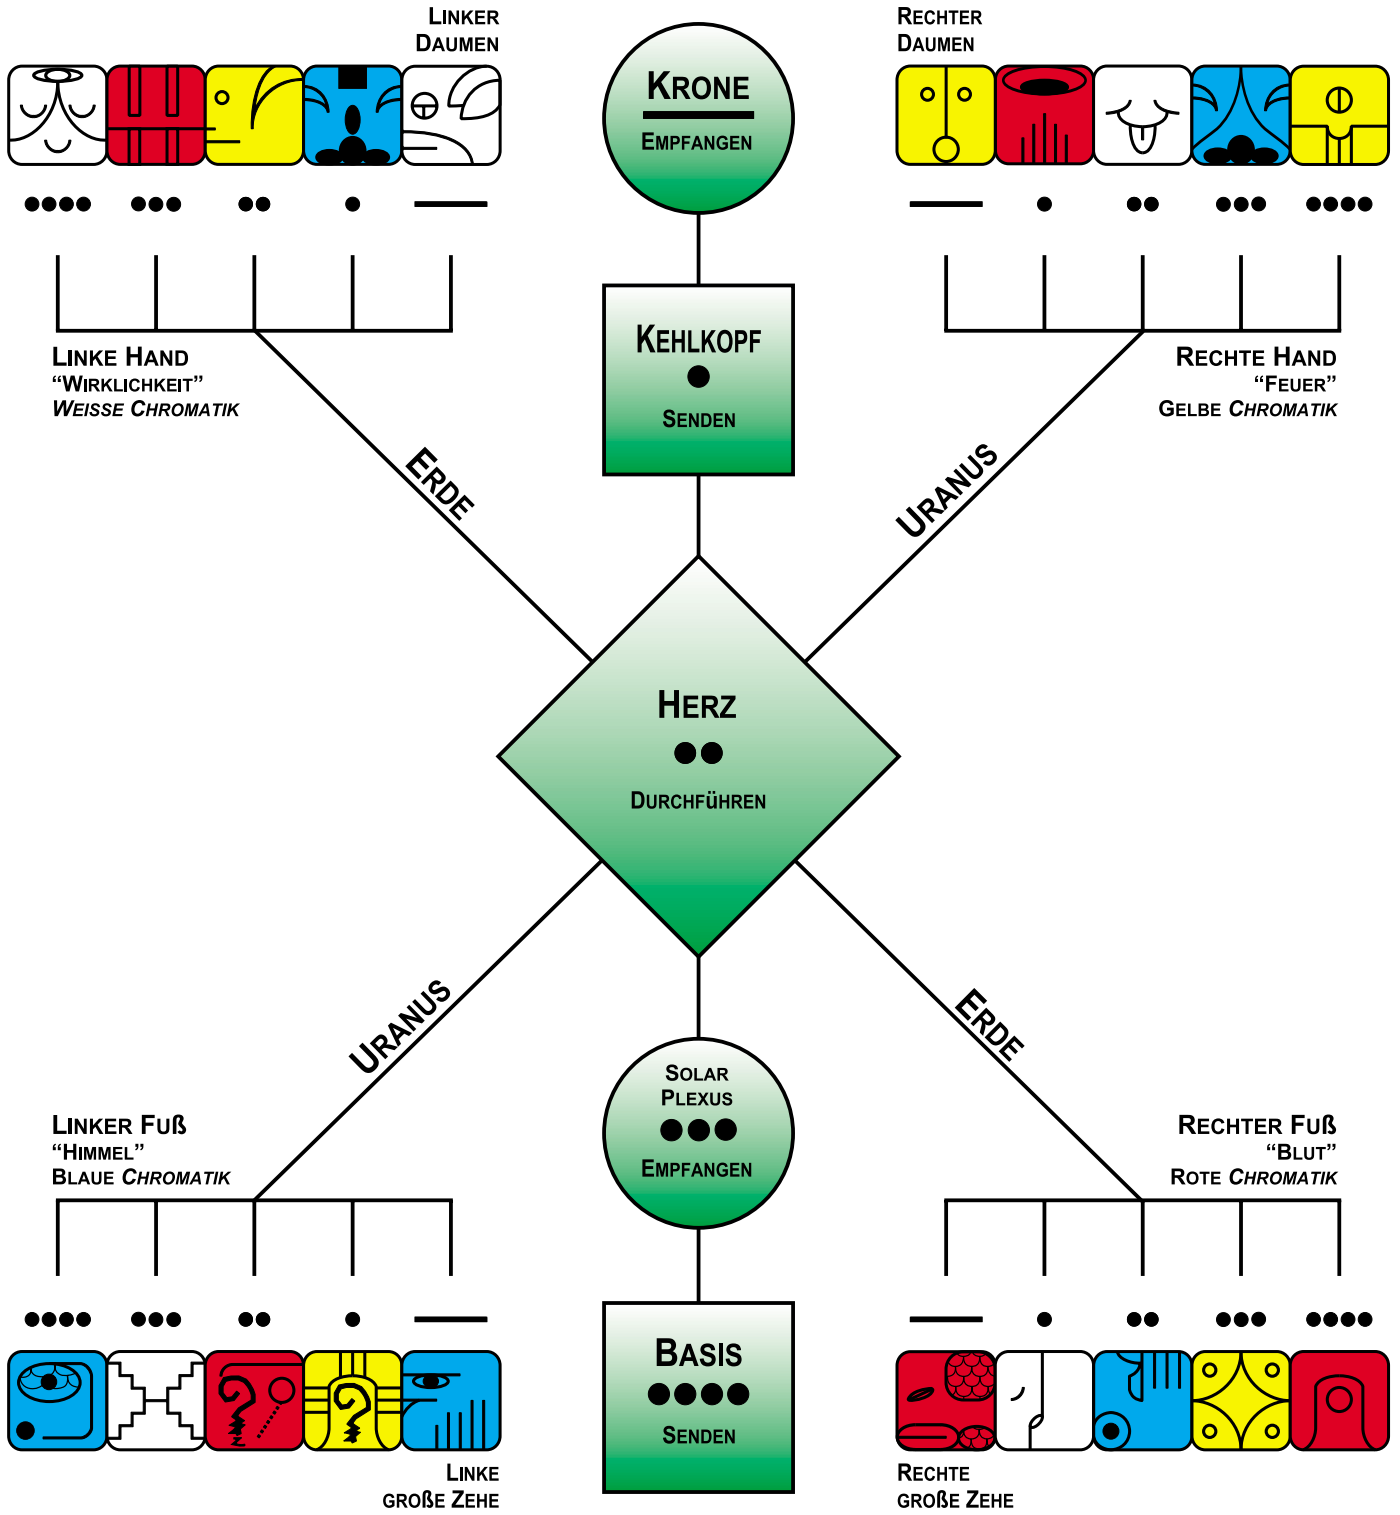 Linker
Daumen
Krone
Empfangen
Rechter
Daumen
Kehlkopf
Senden
Linke Hand
“Wirklichkeit”
Weisse Chromatik
Rechte Hand
“Feuer”
Gelbe Chromatik
Erde
Uranus
Herz
Durchführen
Uranus
Erde
Solar
Plexus
Empfangen
Linker Fuß
“Himmel”
Blaue Chromatik
Rechter Fuß
“Blut”
Rote Chromatik
Basis
Senden
Linke
große Zehe
Rechte
große Zehe